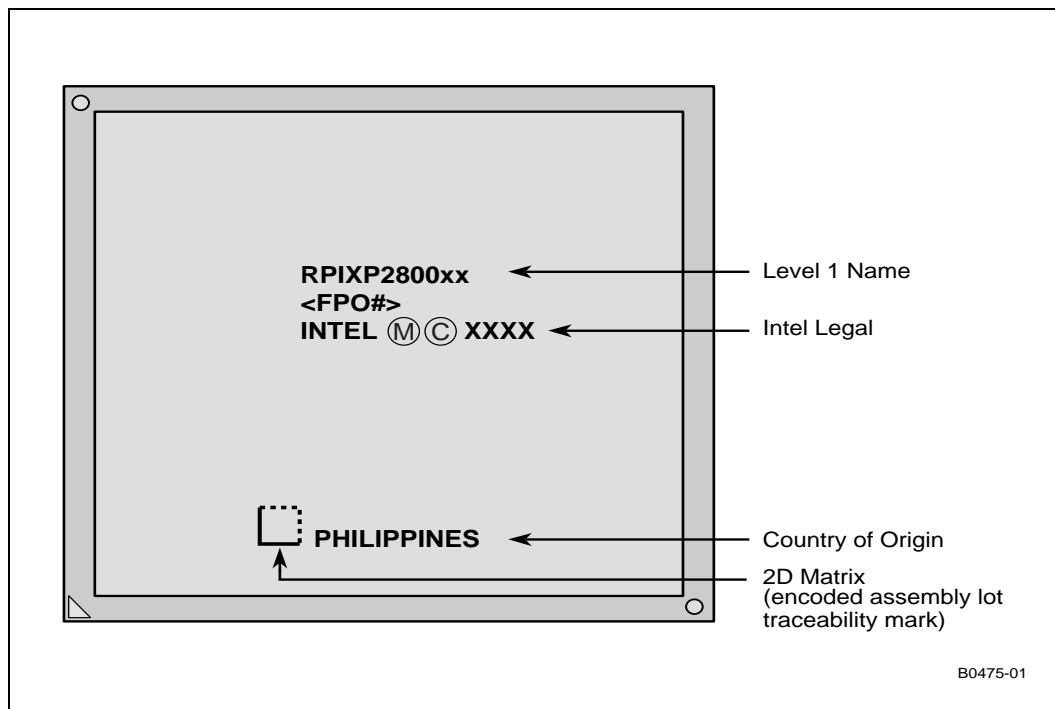 RPIXP2800xx
<FPO#>
INTEL Ⓜ Ⓒ XXXX
PHILIPPINES
Level 1 Name
Intel Legal
Country of Origin
2D Matrix
(encoded assembly lot
traceability mark)
B0475-01